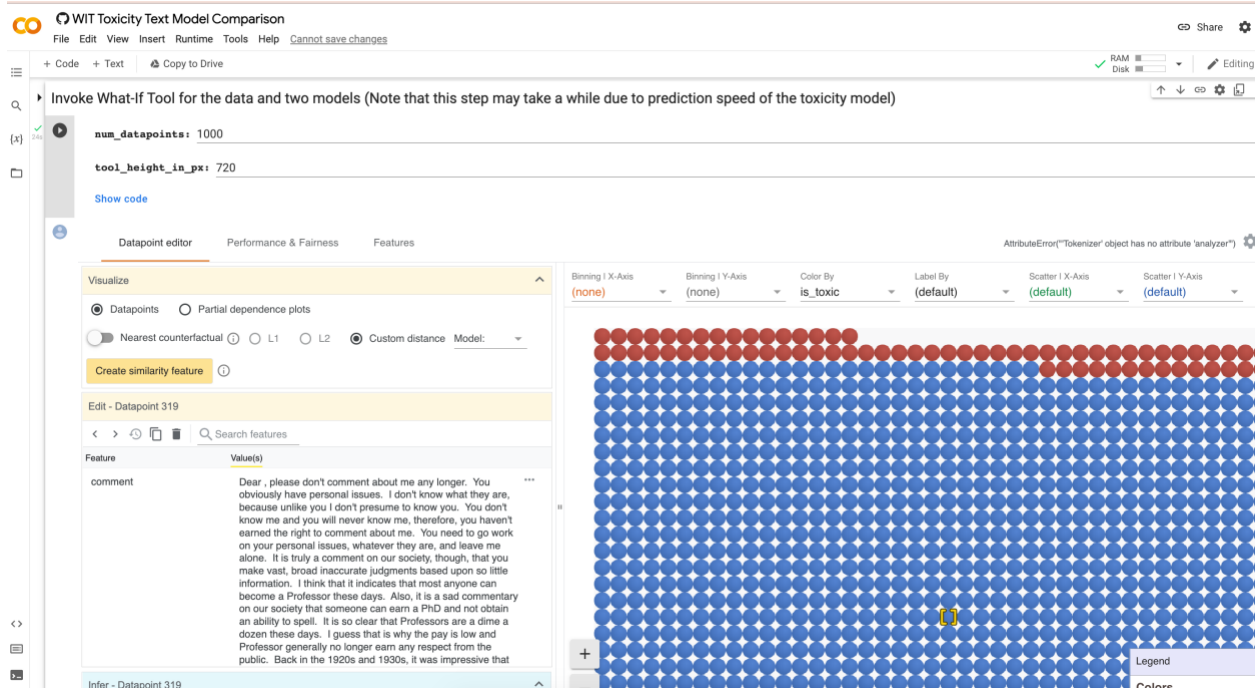 WIT Toxicity Text Model Comparison
File Edit View Insert Runtime Tools Help Cannot save changes
Share
+ Code + Text Copy to Drive
RAM
Disk
Editing
Invoke What-If Tool for the data and two models (Note that this step may take a while due to prediction speed of the toxicity model)
{x}
num_datapoints: 1000
tool_height_in_px: 720
Show code
Datapoint editor Performance & Fairness Features
AttributeError("'Tokenizer' object has no attribute 'analyzer'")
Visualize
Datapoints Partial dependence plots
Nearest counterfactual L1 L2 Custom distance Model:
Create similarity feature
Edit - Datapoint 319
Search features
Feature Value(s)
comment
Dear , please don't comment about me any longer. You
obviously have personal issues. I don't know what they are,
because unlike you I don't presume to know you. You don't
know me and you will never know me, therefore, you haven't
earned the right to comment about me. You need to go work
on your personal issues, whatever they are, and leave me
alone. It is truly a comment on our society, though, that you
make vast, broad inaccurate judgments based upon so little
information. I think that it indicates that most anyone can
become a Professor these days. Also, it is a sad commentary
on our society that someone can earn a PhD and not obtain
an ability to spell. It is so clear that Professors are a dime a
dozen these days. I guess that is why the pay is low and
Professor generally no longer earn any respect from the
public. Back in the 1920s and 1930s, it was impressive that
Infer - Datapoint 319
Binning | X-Axis Binning | Y-Axis Color By Label By Scatter | X-Axis Scatter | Y-Axis
(none) (none) is_toxic (default) (default) (default)
Legend
Colors